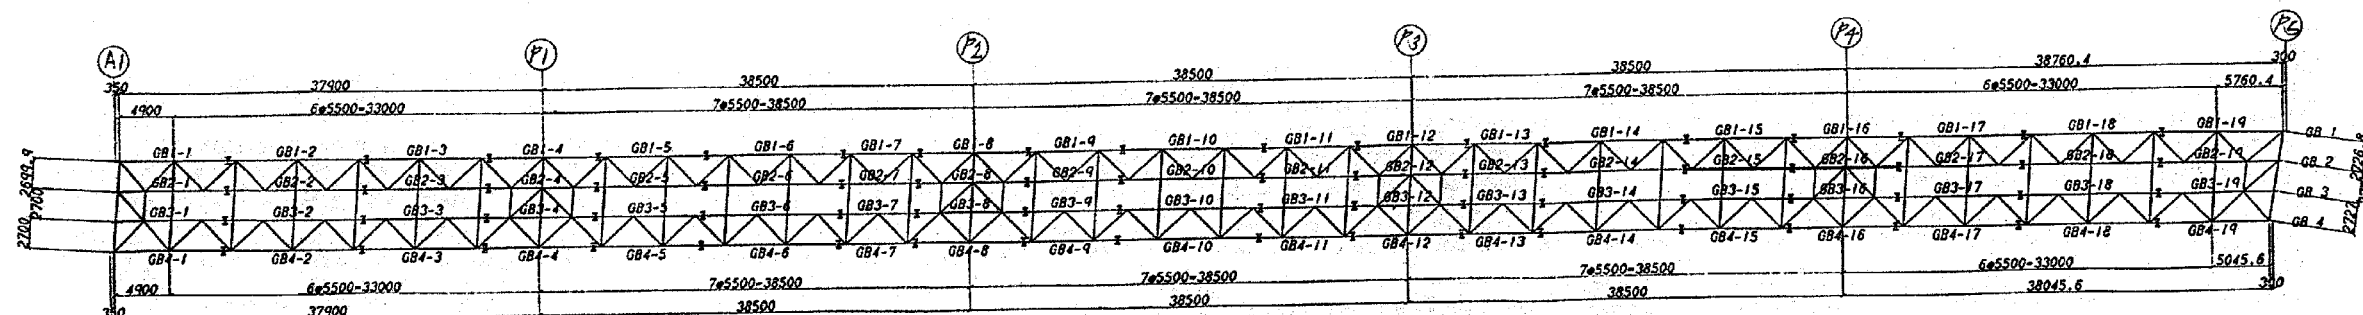 A1 P1 P2 P3 P4 P5
350 37900 38500 38500 38500 38760.4 300
4900 6@5500=33000 7@5500=38500 7@5500=38500 7@5500=38500 6@5500=33000 5760.4
GB1-1 GB1-2 GB1-3 GB1-4 GB1-5 GB1-6 GB1-7 GB1-8 GB1-9 GB1-10 GB1-11 GB1-12 GB1-13 GB1-14 GB1-15 GB1-16 GB1-17 GB1-18 GB1-19 GB 1
2699.9 GB2-1 GB2-2 GB2-3 GB2-4 GB2-5 GB2-6 GB2-7 GB2-8 GB2-9 GB2-10 GB2-11 GB2-12 GB2-13 GB2-14 GB2-15 GB2-16 GB2-17 GB2-18 GB2-19 GB 2
2700 GB3-1 GB3-2 GB3-3 GB3-4 GB3-5 GB3-6 GB3-7 GB3-8 GB3-9 GB3-10 GB3-11 GB3-12 GB3-13 GB3-14 GB3-15 GB3-16 GB3-17 GB3-18 GB3-19 GB 3
2700 GB4-1 GB4-2 GB4-3 GB4-4 GB4-5 GB4-6 GB4-7 GB4-8 GB4-9 GB4-10 GB4-11 GB4-12 GB4-13 GB4-14 GB4-15 GB4-16 GB4-17 GB4-18 GB4-19 GB 4
4900 6@5500=33000 7@5500=38500 7@5500=38500 7@5500=38500 6@5500=33000 5045.6
350 37900 38500 38500 38500 38045.6 300